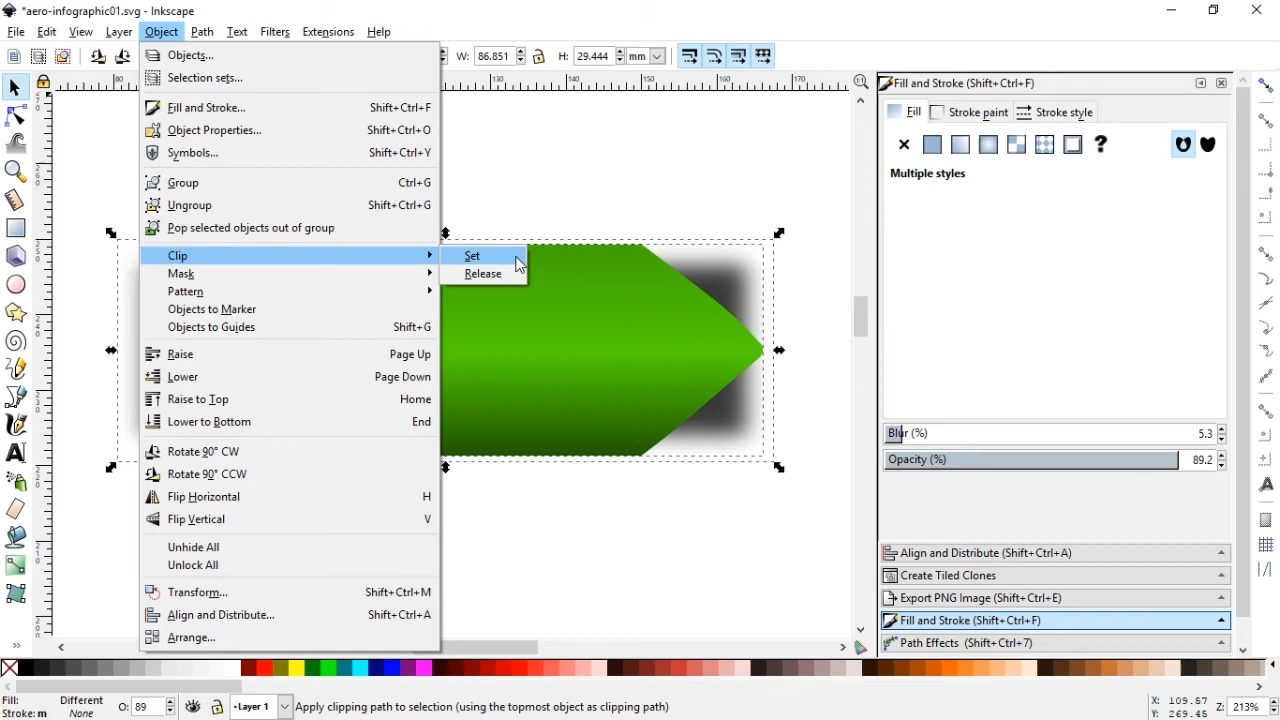 *aero-infographic01.svg - Inkscape
File Edit View Layer Object Path Text Filters Extensions Help
W: 86.851 H: 29.444 mm
Objects...
Selection sets...
Fill and Stroke... Shift+Ctrl+F
Object Properties... Shift+Ctrl+O
Symbols... Shift+Ctrl+Y
Group Ctrl+G
Ungroup Shift+Ctrl+G
Pop selected objects out of group
Clip
Mask
Pattern
Objects to Marker
Objects to Guides Shift+G
Raise Page Up
Lower Page Down
Raise to Top Home
Lower to Bottom End
Rotate 90° CW
Rotate 90° CCW
Flip Horizontal H
Flip Vertical V
Unhide All
Unlock All
Transform... Shift+Ctrl+M
Align and Distribute... Shift+Ctrl+A
Arrange...
Set
Release
80 130 140 150 160 170
Fill and Stroke (Shift+Ctrl+F)
Fill Stroke paint Stroke style
Multiple styles
Blur (%) 5.3
Opacity (%) 89.2
Align and Distribute (Shift+Ctrl+A)
Create Tiled Clones
Export PNG Image (Shift+Ctrl+E)
Fill and Stroke (Shift+Ctrl+F)
Path Effects (Shift+Ctrl+7)
Fill: Different
Stroke: m None
O: 89
Layer 1
Apply clipping path to selection (using the topmost object as clipping path)
X: 109.57
Y: 269.45
Z: 213%